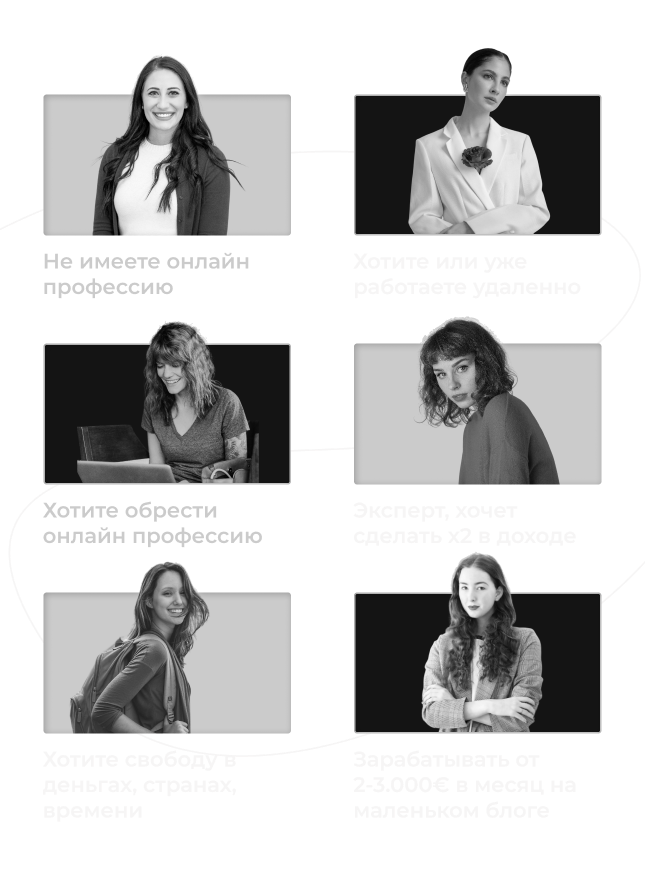 Не имеете онлайн
профессию
Хотите или уже
работаете удаленно
Хотите обрести
онлайн профессию
Эксперт, хочет
сделать х2 в доходе
Хотите свободу в
деньгах, странах,
времени
Зарабатывать от
2-3.000€ в месяц на
маленьком блоге